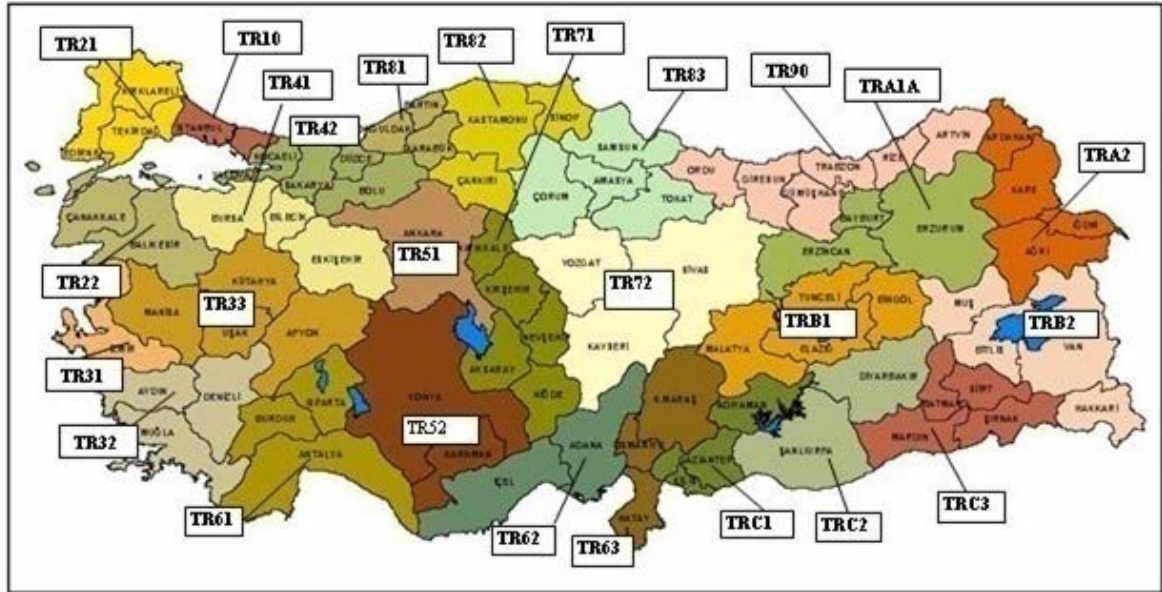 TR21
TR10
TR82
TR71
TR41
TR81
TR83
TR90
TRA1A
TR42
TRA2
TR22
TR33
TR51
TR72
TRB1
TRB2
TR31
TR32
TR52
TR61
TR62
TR63
TRC1
TRC2
TRC3
KIRKLARELİ
TEKİRDAĞ
EDİRNE
İSTANBUL
KOCAELİ
SAKARYA
DÜZCE
BOLU
BARTIN
KARABÜK
KASTAMONU
SİNOP
ÇANKIRI
SAMSUN
AMASYA
ÇORUM
TOKAT
ORDU
GİRESUN
TRABZON
RİZE
ARTVİN
ARDAHAN
KARS
IĞDIR
AĞRI
BAYBURT
ERZURUM
ERZİNCAN
ÇANAKKALE
BALIKESİR
BURSA
BİLECİK
ESKİŞEHİR
ANKARA
KIRŞEHİR
YOZGAT
SİVAS
KAYSERİ
NEVŞEHİR
NİĞDE
AKSARAY
KÜTAHYA
MANİSA
UŞAK
AFYON
AYDIN
DENİZLİ
MUĞLA
BURDUR
ISPARTA
ANTALYA
KONYA
KARAMAN
İÇEL
ADANA
OSMANİYE
K.MARAŞ
HATAY
GAZİANTEP
KİLİS
ADIYAMAN
MALATYA
TUNCELİ
ELAZIĞ
BİNGÖL
MUŞ
BİTLİS
VAN
HAKKARİ
DİYARBAKIR
BATMAN
SİİRT
ŞIRNAK
MARDİN
ŞANLIURFA